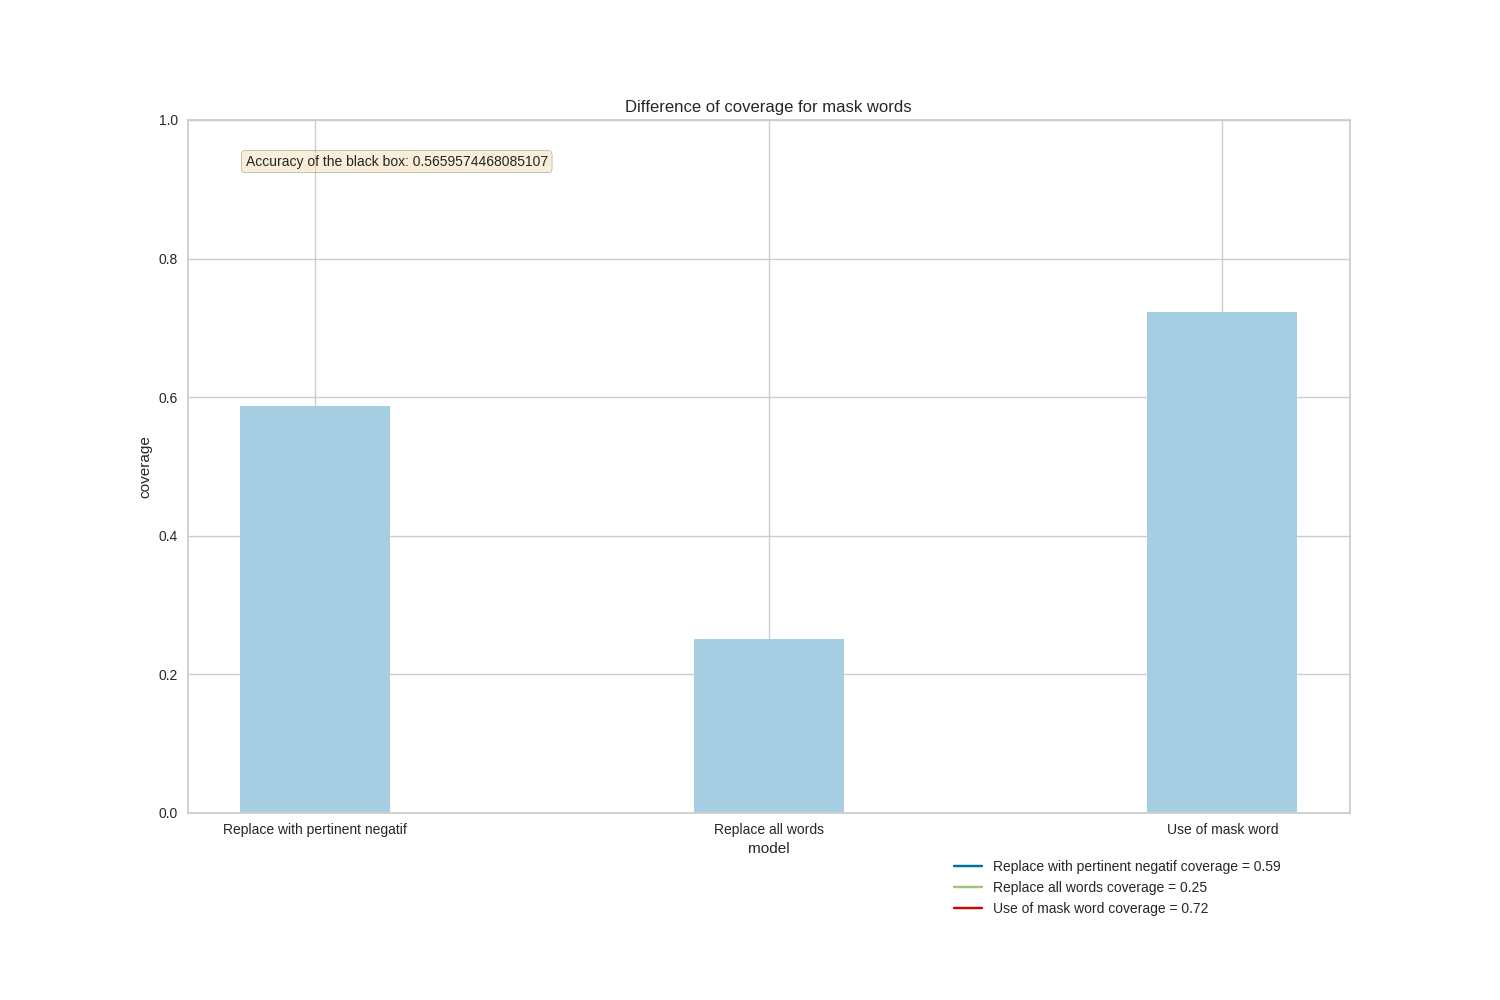 Difference of coverage for mask words
1.0
Accuracy of the black box: 0.5659574468085107
0.8
0.6
coverage
0.4
0.2
0.0
Replace with pertinent negatif
Replace all words
Use of mask word
model
Replace with pertinent negatif coverage = 0.59
Replace all words coverage = 0.25
Use of mask word coverage = 0.72